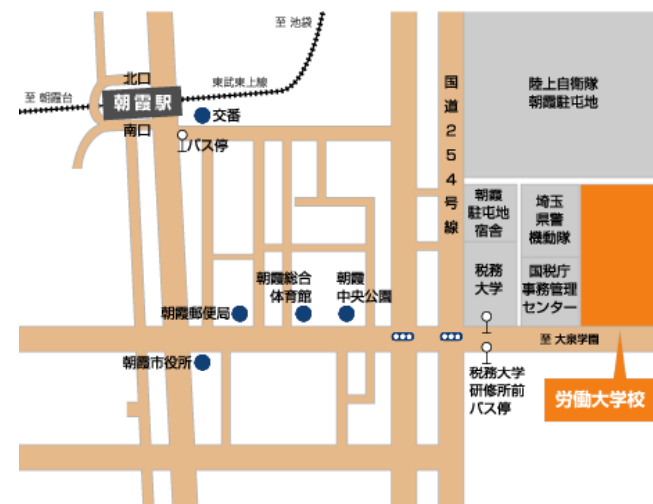 至 池袋
北口
東武東上線
至 朝霞台
朝霞駅
交番
南口
バス停
国道254号線
陸上自衛隊
朝霞駐屯地
朝霞
駐屯地
宿舎
埼玉
県警
機動隊
税務
大学
国税庁
事務管理
センター
朝霞総合
体育館
朝霞
中央公園
朝霞郵便局
至 大泉学園
朝霞市役所
税務大学
研修所前
バス停
労働大学校